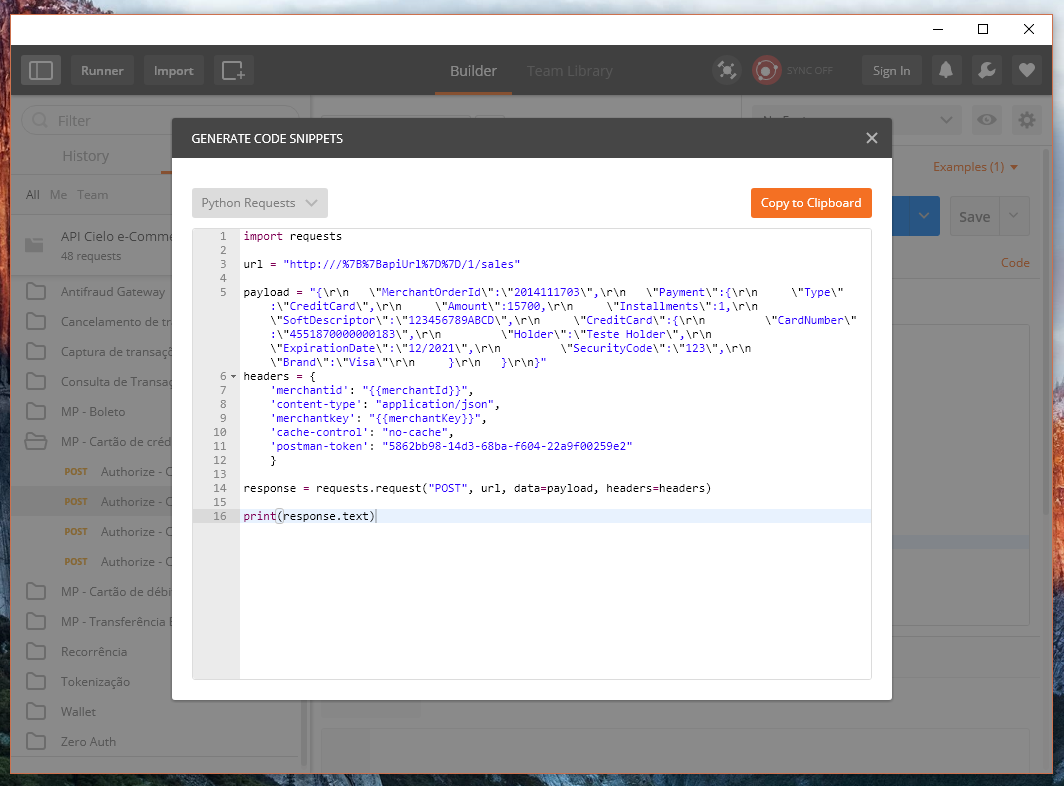 Runner
Import
Builder
Team Library
SYNC OFF
Sign In
Filter
History
All Me Team
API Cielo e-Comme
48 requests
Antifraud Gateway
Cancelamento de tra
Captura de transaçõ
Consulta de Transaç
MP - Boleto
MP - Cartão de créd
POST Authorize - C
POST Authorize - C
POST Authorize - C
POST Authorize - C
MP - Cartão de débi
MP - Transferência E
Recorrência
Tokenização
Wallet
Zero Auth
Examples (1)
Save
Code
GENERATE CODE SNIPPETS
Python Requests
Copy to Clipboard
1 import requests
2
3 url = "http:///%7B%7BapiUrl%7D%7D/1/sales"
4
5 payload = "{\r\n   \"MerchantOrderId\":\"2014111703\",\r\n   \"Payment\":{\r\n     \"Type\"
:\"CreditCard\",\r\n     \"Amount\":15700,\r\n     \"Installments\":1,\r\n
\"SoftDescriptor\":\"123456789ABCD\",\r\n     \"CreditCard\":{\r\n         \"CardNumber\"
:\"4551870000000183\",\r\n         \"Holder\":\"Teste Holder\",\r\n
\"ExpirationDate\":\"12/2021\",\r\n         \"SecurityCode\":\"123\",\r\n
\"Brand\":\"Visa\"\r\n     }\r\n   }\r\n}"
6 headers = {
7     'merchantid': "{{merchantId}}",
8     'content-type': "application/json",
9     'merchantkey': "{{merchantKey}}",
10     'cache-control': "no-cache",
11     'postman-token': "5862bb98-14d3-68ba-f604-22a9f00259e2"
12     }
13
14 response = requests.request("POST", url, data=payload, headers=headers)
15
16 print(response.text)